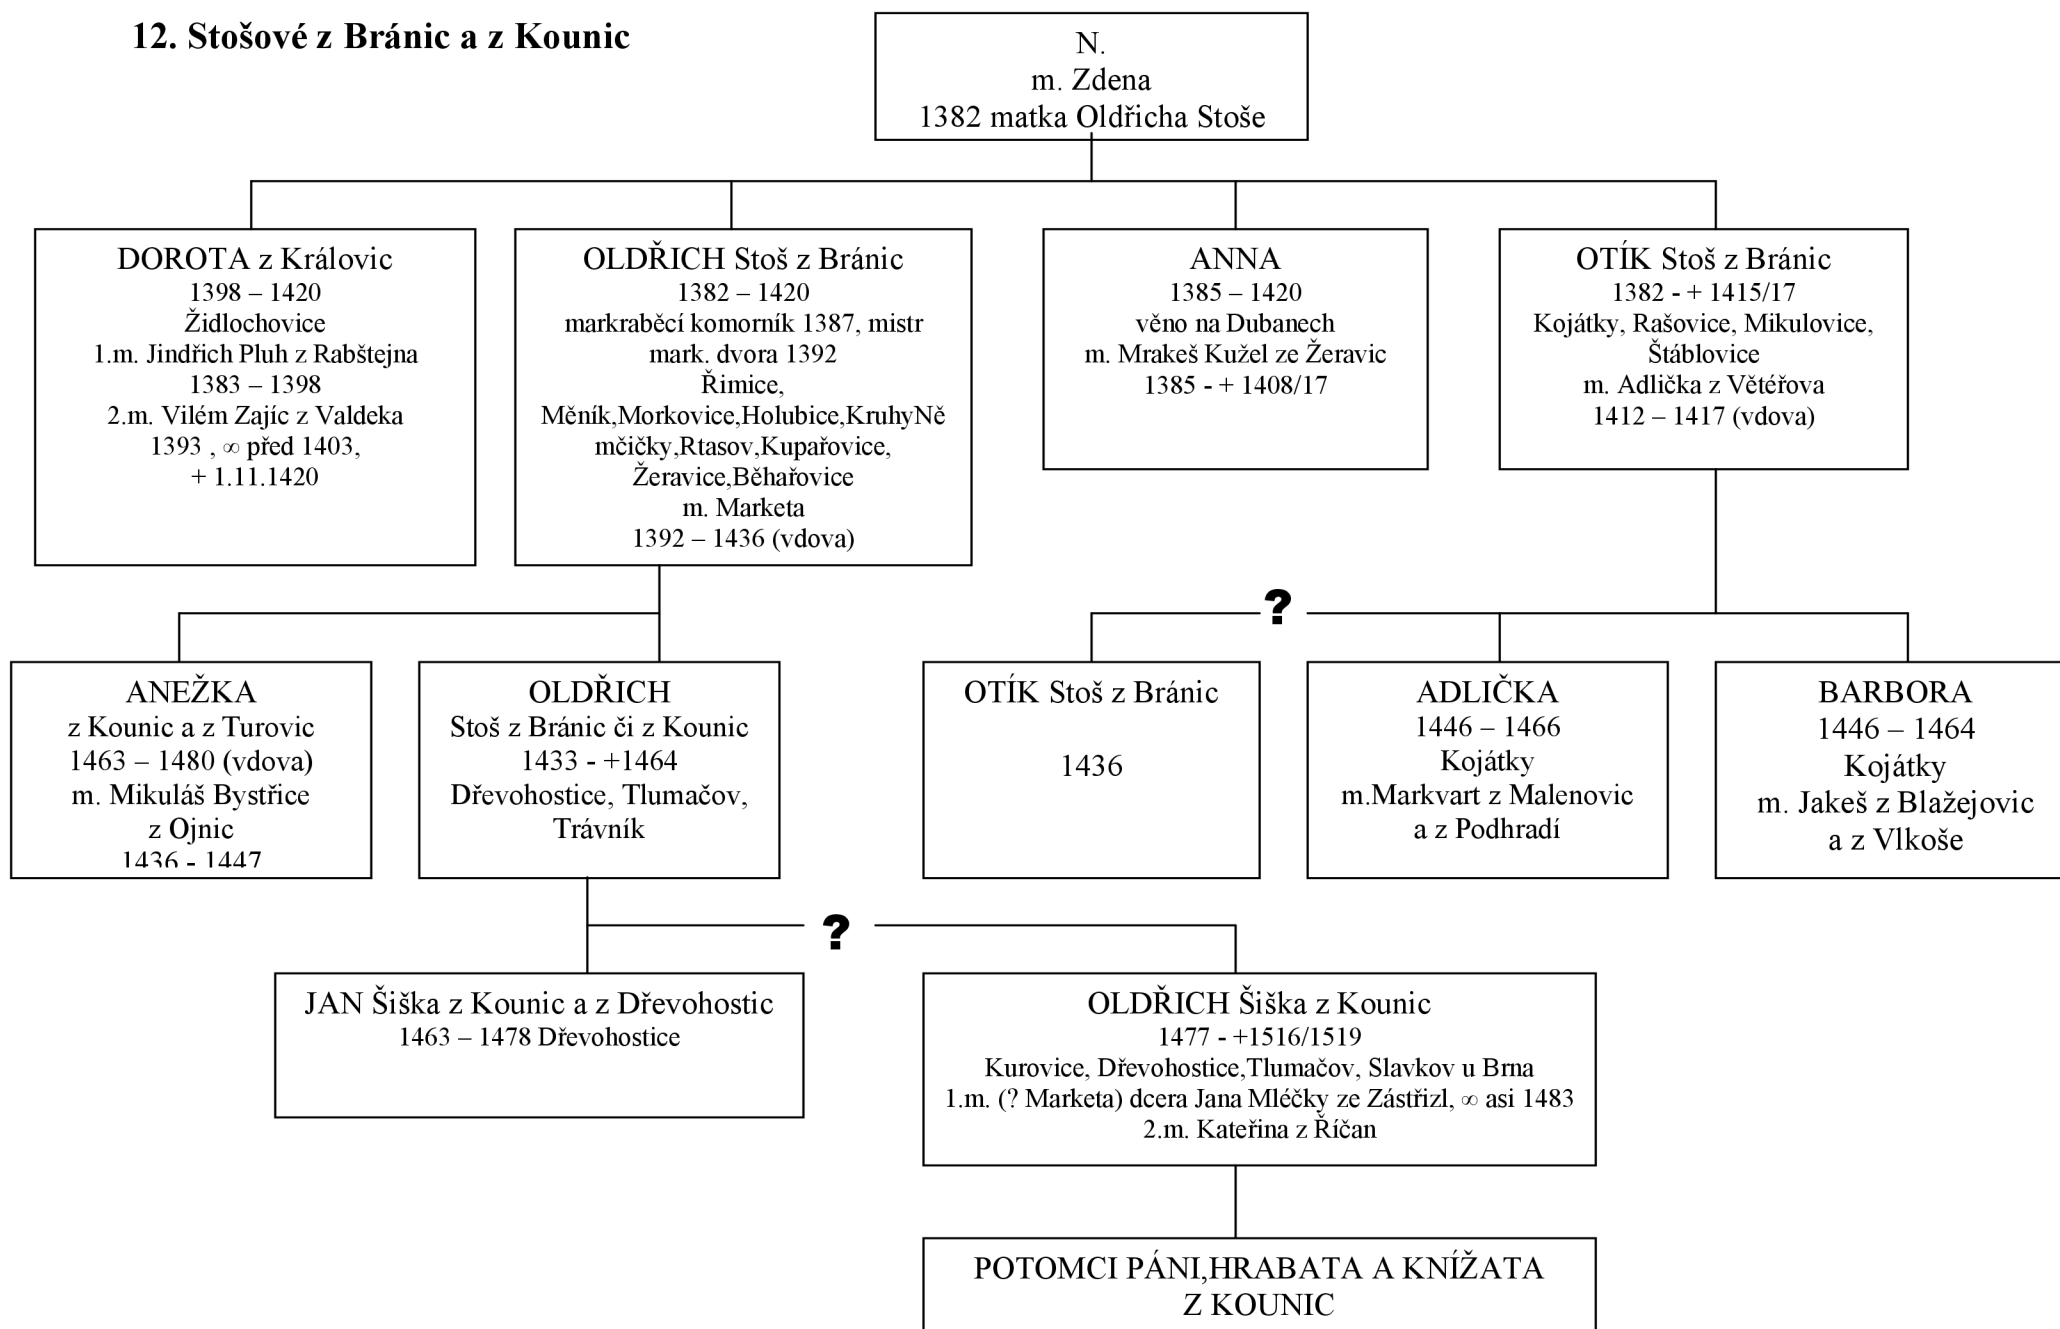 12. Stošové z Bránic a z Kounic
N.
m. Zdena
1382 matka Oldřicha Stoše
DOROTA z Královic
1398 – 1420
Židlochovice
1.m. Jindřich Pluh z Rabštejna
1383 – 1398
2.m. Vilém Zajíc z Valdeka
1393 , ∞ před 1403,
+ 1.11.1420
OLDŘICH Stoš z Bránic
1382 – 1420
markraběcí komorník 1387, mistr
mark. dvora 1392
Řimice,
Měník,Morkovice,Holubice,KruhyNě
mčičky,Rtasov,Kupařovice,
Žeravice,Běhařovice
m. Marketa
1392 – 1436 (vdova)
ANNA
1385 – 1420
věno na Dubanech
m. Mrakeš Kužel ze Žeravic
1385 - + 1408/17
OTÍK Stoš z Bránic
1382 - + 1415/17
Kojátky, Rašovice, Mikulovice,
Štáblovice
m. Adlička z Větéřova
1412 – 1417 (vdova)
?
ANEŽKA
z Kounic a z Turovic
1463 – 1480 (vdova)
m. Mikuláš Bystřice
z Ojnic
1436 - 1447
OLDŘICH
Stoš z Bránic či z Kounic
1433 - +1464
Dřevohostice, Tlumačov,
Trávník
OTÍK Stoš z Bránic
1436
ADLIČKA
1446 – 1466
Kojátky
m.Markvart z Malenovic
a z Podhradí
BARBORA
1446 – 1464
Kojátky
m. Jakeš z Blažejovic
a z Vlkoše
?
JAN Šiška z Kounic a z Dřevohostic
1463 – 1478 Dřevohostice
OLDŘICH Šiška z Kounic
1477 - +1516/1519
Kurovice, Dřevohostice,Tlumačov, Slavkov u Brna
1.m. (? Marketa) dcera Jana Mléčky ze Zástřizl, ∞ asi 1483
2.m. Kateřina z Říčan
POTOMCI PÁNI,HRABATA A KNÍŽATA
Z KOUNIC